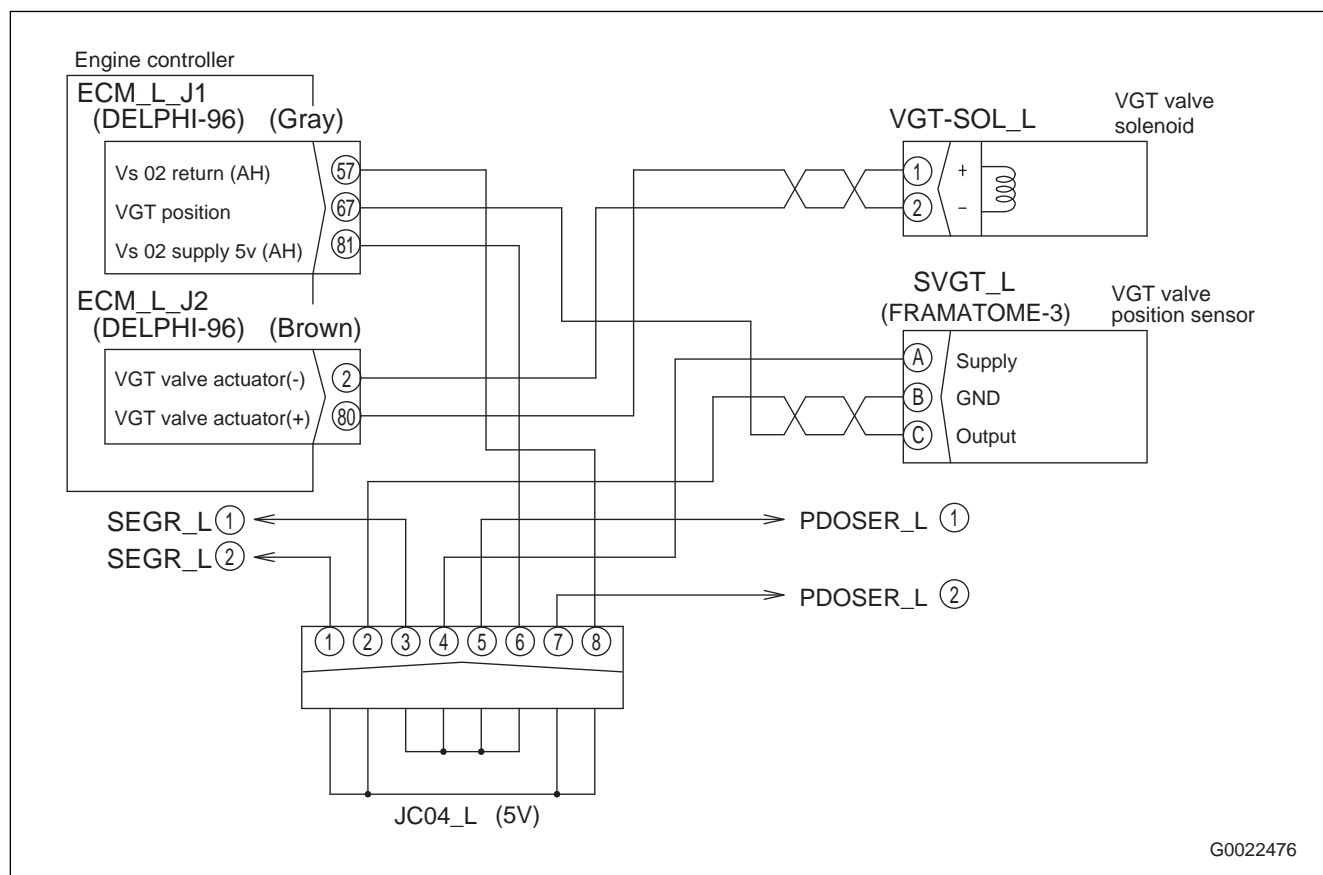 Engine controller
ECM_L_J1
(DELPHI-96) (Gray)
Vs 02 return (AH) 57
VGT position 67
Vs 02 supply 5v (AH) 81
ECM_L_J2
(DELPHI-96) (Brown)
VGT valve actuator(-) 2
VGT valve actuator(+) 80
VGT-SOL_L
VGT valve
solenoid
1 +
2 −
SVGT_L
(FRAMATOME-3)
VGT valve
position sensor
A Supply
B GND
C Output
SEGR_L 1
SEGR_L 2
PDOSER_L 1
PDOSER_L 2
1 2 3 4 5 6 7 8
JC04_L (5V)
G0022476